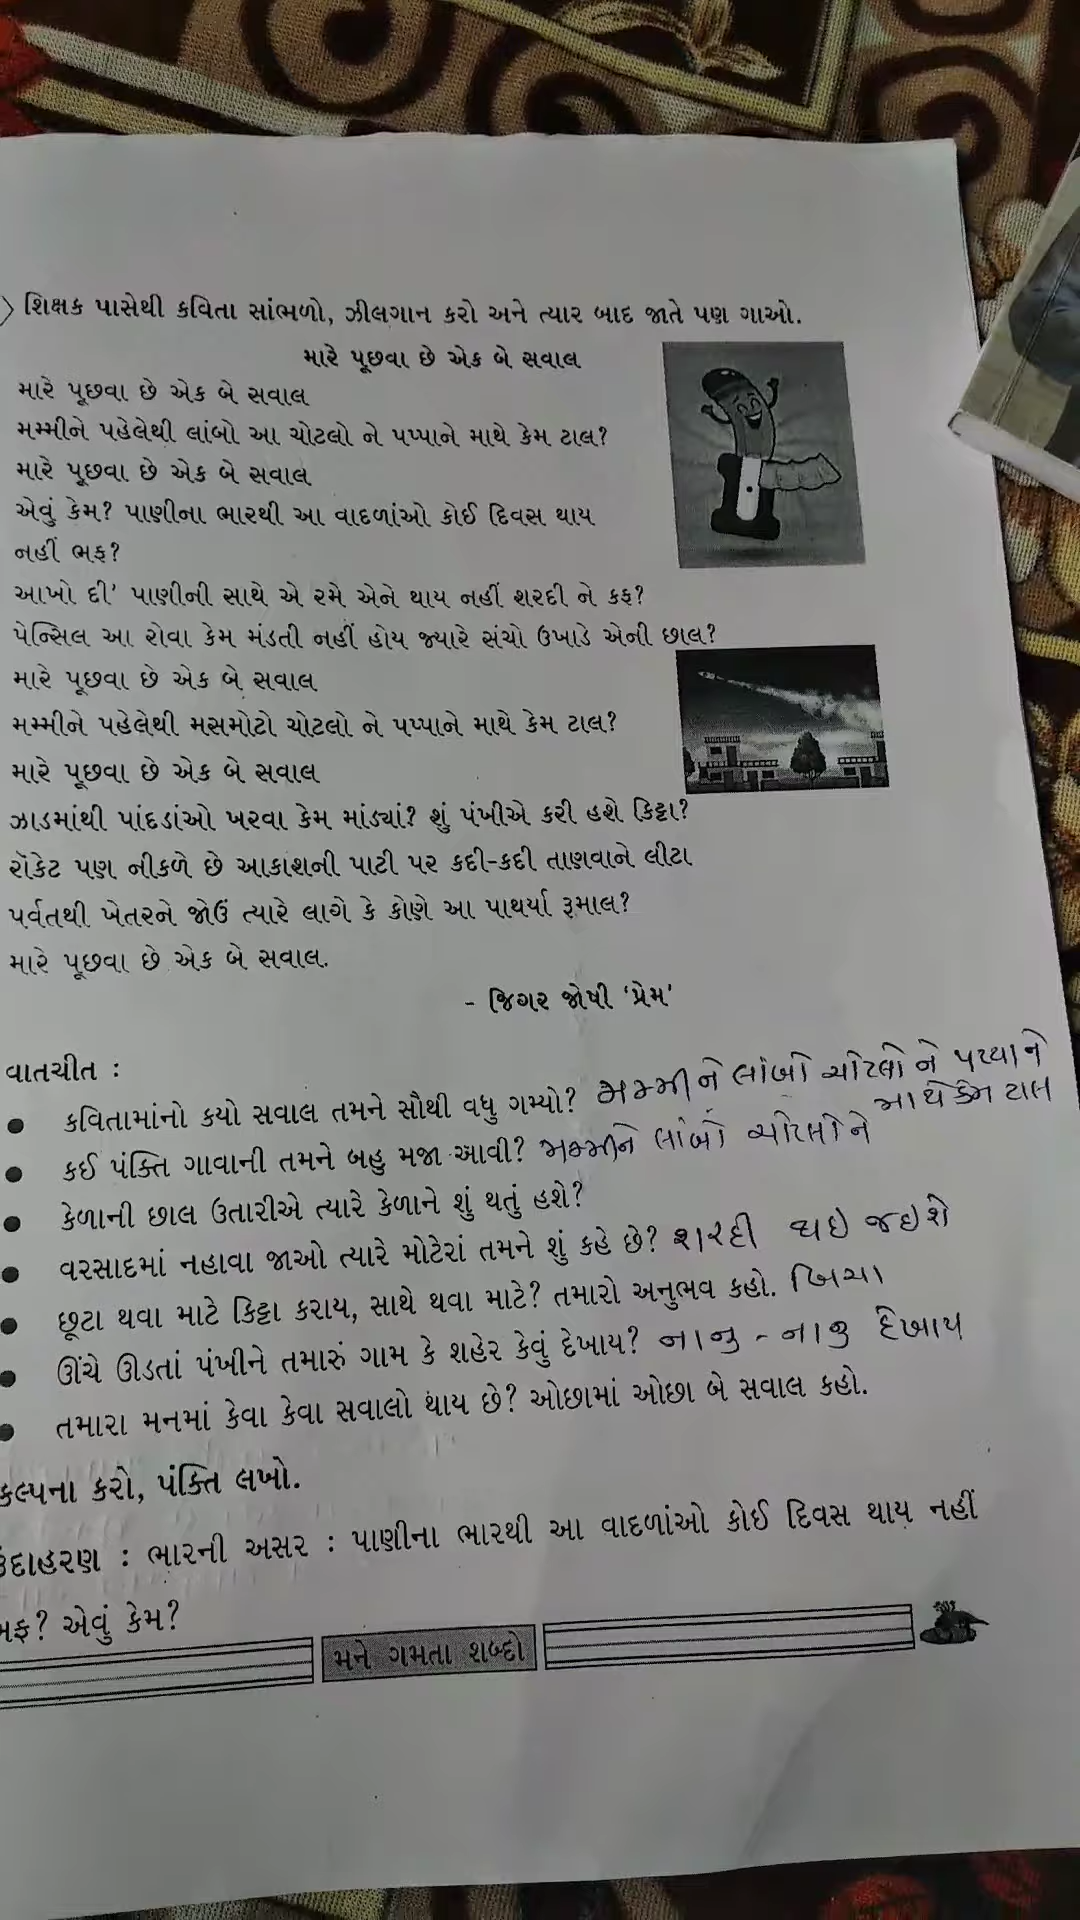 શિક્ષક પાસેથી કવિતા સાંભળો, ઝીલગાન કરો અને ત્યાર બાદ જાતે પણ ગાઓ.
મારે પૂછવા છે એક બે સવાલ
મારે પૂછવા છે એક બે સવાલ
મમ્મીને પહેલેથી લાંબો આ ચોટલો ને પપ્પાને માથે કેમ ટાલ?
મારે પૂછવા છે એક બે સવાલ
એવું કેમ? પાણીના ભારથી આ વાદળાંઓ કોઈ દિવસ થાય
નહીં ભફ?
આખો દી' પાણીની સાથે એ રમે એને થાય નહીં શરદી ને કફ?
પેન્સિલ આ રોવા કેમ મંડતી નહીં હોય જ્યારે સંચો ઉખાડે એની છાલ?
મારે પૂછવા છે એક બે સવાલ
મમ્મીને પહેલેથી મસમોટો ચોટલો ને પપ્પાને માથે કેમ ટાલ?
મારે પૂછવા છે એક બે સવાલ
ઝાડમાંથી પાંદડાંઓ ખરવા કેમ માંડ્યાં? શું પંખીએ કરી હશે કિટ્ટા?
રૉકેટ પણ નીકળે છે આકાશની પાટી પર કદી-કદી તાણવાને લીટા
પર્વતથી ખેતરને જોઉં ત્યારે લાગે કે કોણે આ પાથર્યા રૂમાલ?
મારે પૂછવા છે એક બે સવાલ.
- જિગર જોષી ‘પ્રેમ’
વાતચીત :
● કવિતામાંનો કયો સવાલ તમને સૌથી વધુ ગમ્યો? મમ્મીને લાંબો ચોટલો ને પપ્પાને
માથે કેમ ટાલ
● કઈ પંક્તિ ગાવાની તમને બહુ મજા આવી? મમ્મીને લાંબો ચોટલોને
● કેળાની છાલ ઉતારીએ ત્યારે કેળાને શું થતું હશે?
● વરસાદમાં નહાવા જાઓ ત્યારે મોટેરાં તમને શું કહે છે? શરદી થઇ જઇશે
● છૂટા થવા માટે કિટ્ટા કરાય, સાથે થવા માટે? તમારો અનુભવ કહો. બિચા
● ઊંચે ઊડતાં પંખીને તમારું ગામ કે શહેર કેવું દેખાય? નાનુ - નાનુ દેખાય
● તમારા મનમાં કેવા કેવા સવાલો થાય છે? ઓછામાં ઓછા બે સવાલ કહો.
કલ્પના કરો, પંક્તિ લખો.
ઉદાહરણ : ભારની અસર : પાણીના ભારથી આ વાદળાંઓ કોઈ દિવસ થાય નહીં
ભફ? એવું કેમ?
મને ગમતા શબ્દો